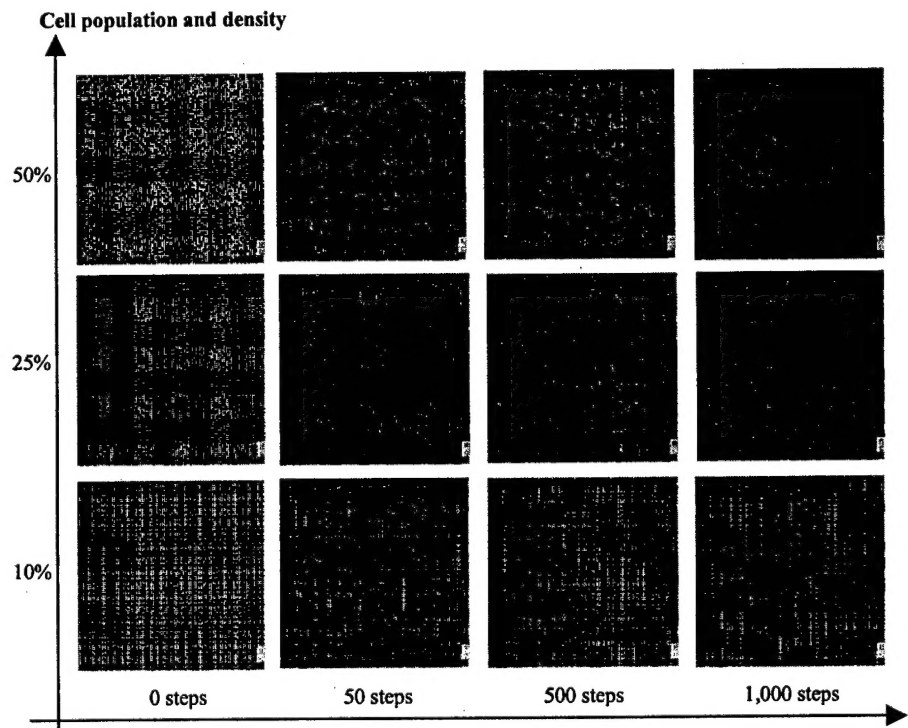 Cell population and density
50%
25%
10%
0 steps
50 steps
500 steps
1,000 steps